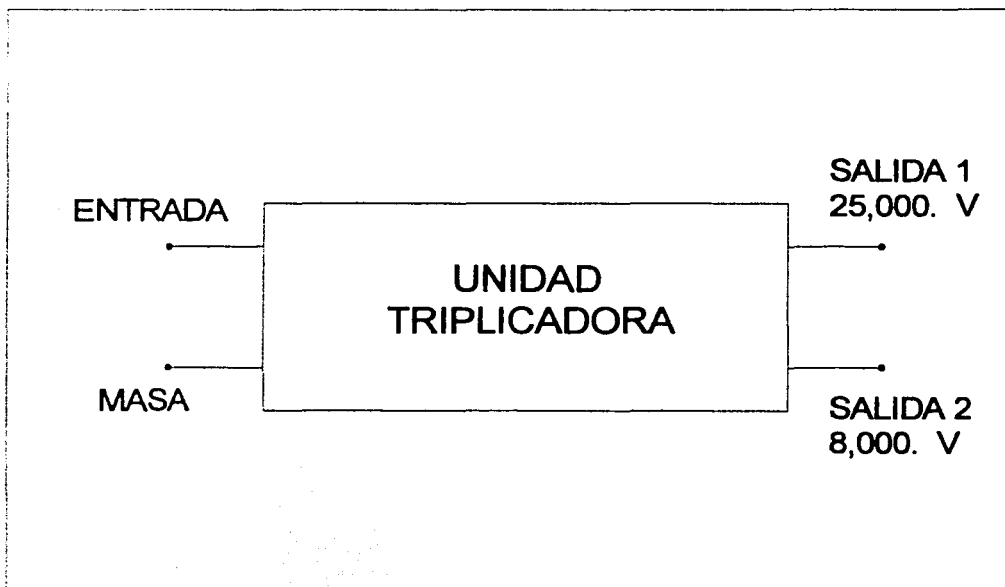 ENTRADA
MASA
UNIDAD
TRIPLICADORA
SALIDA 1
25,000. V
SALIDA 2
8,000. V